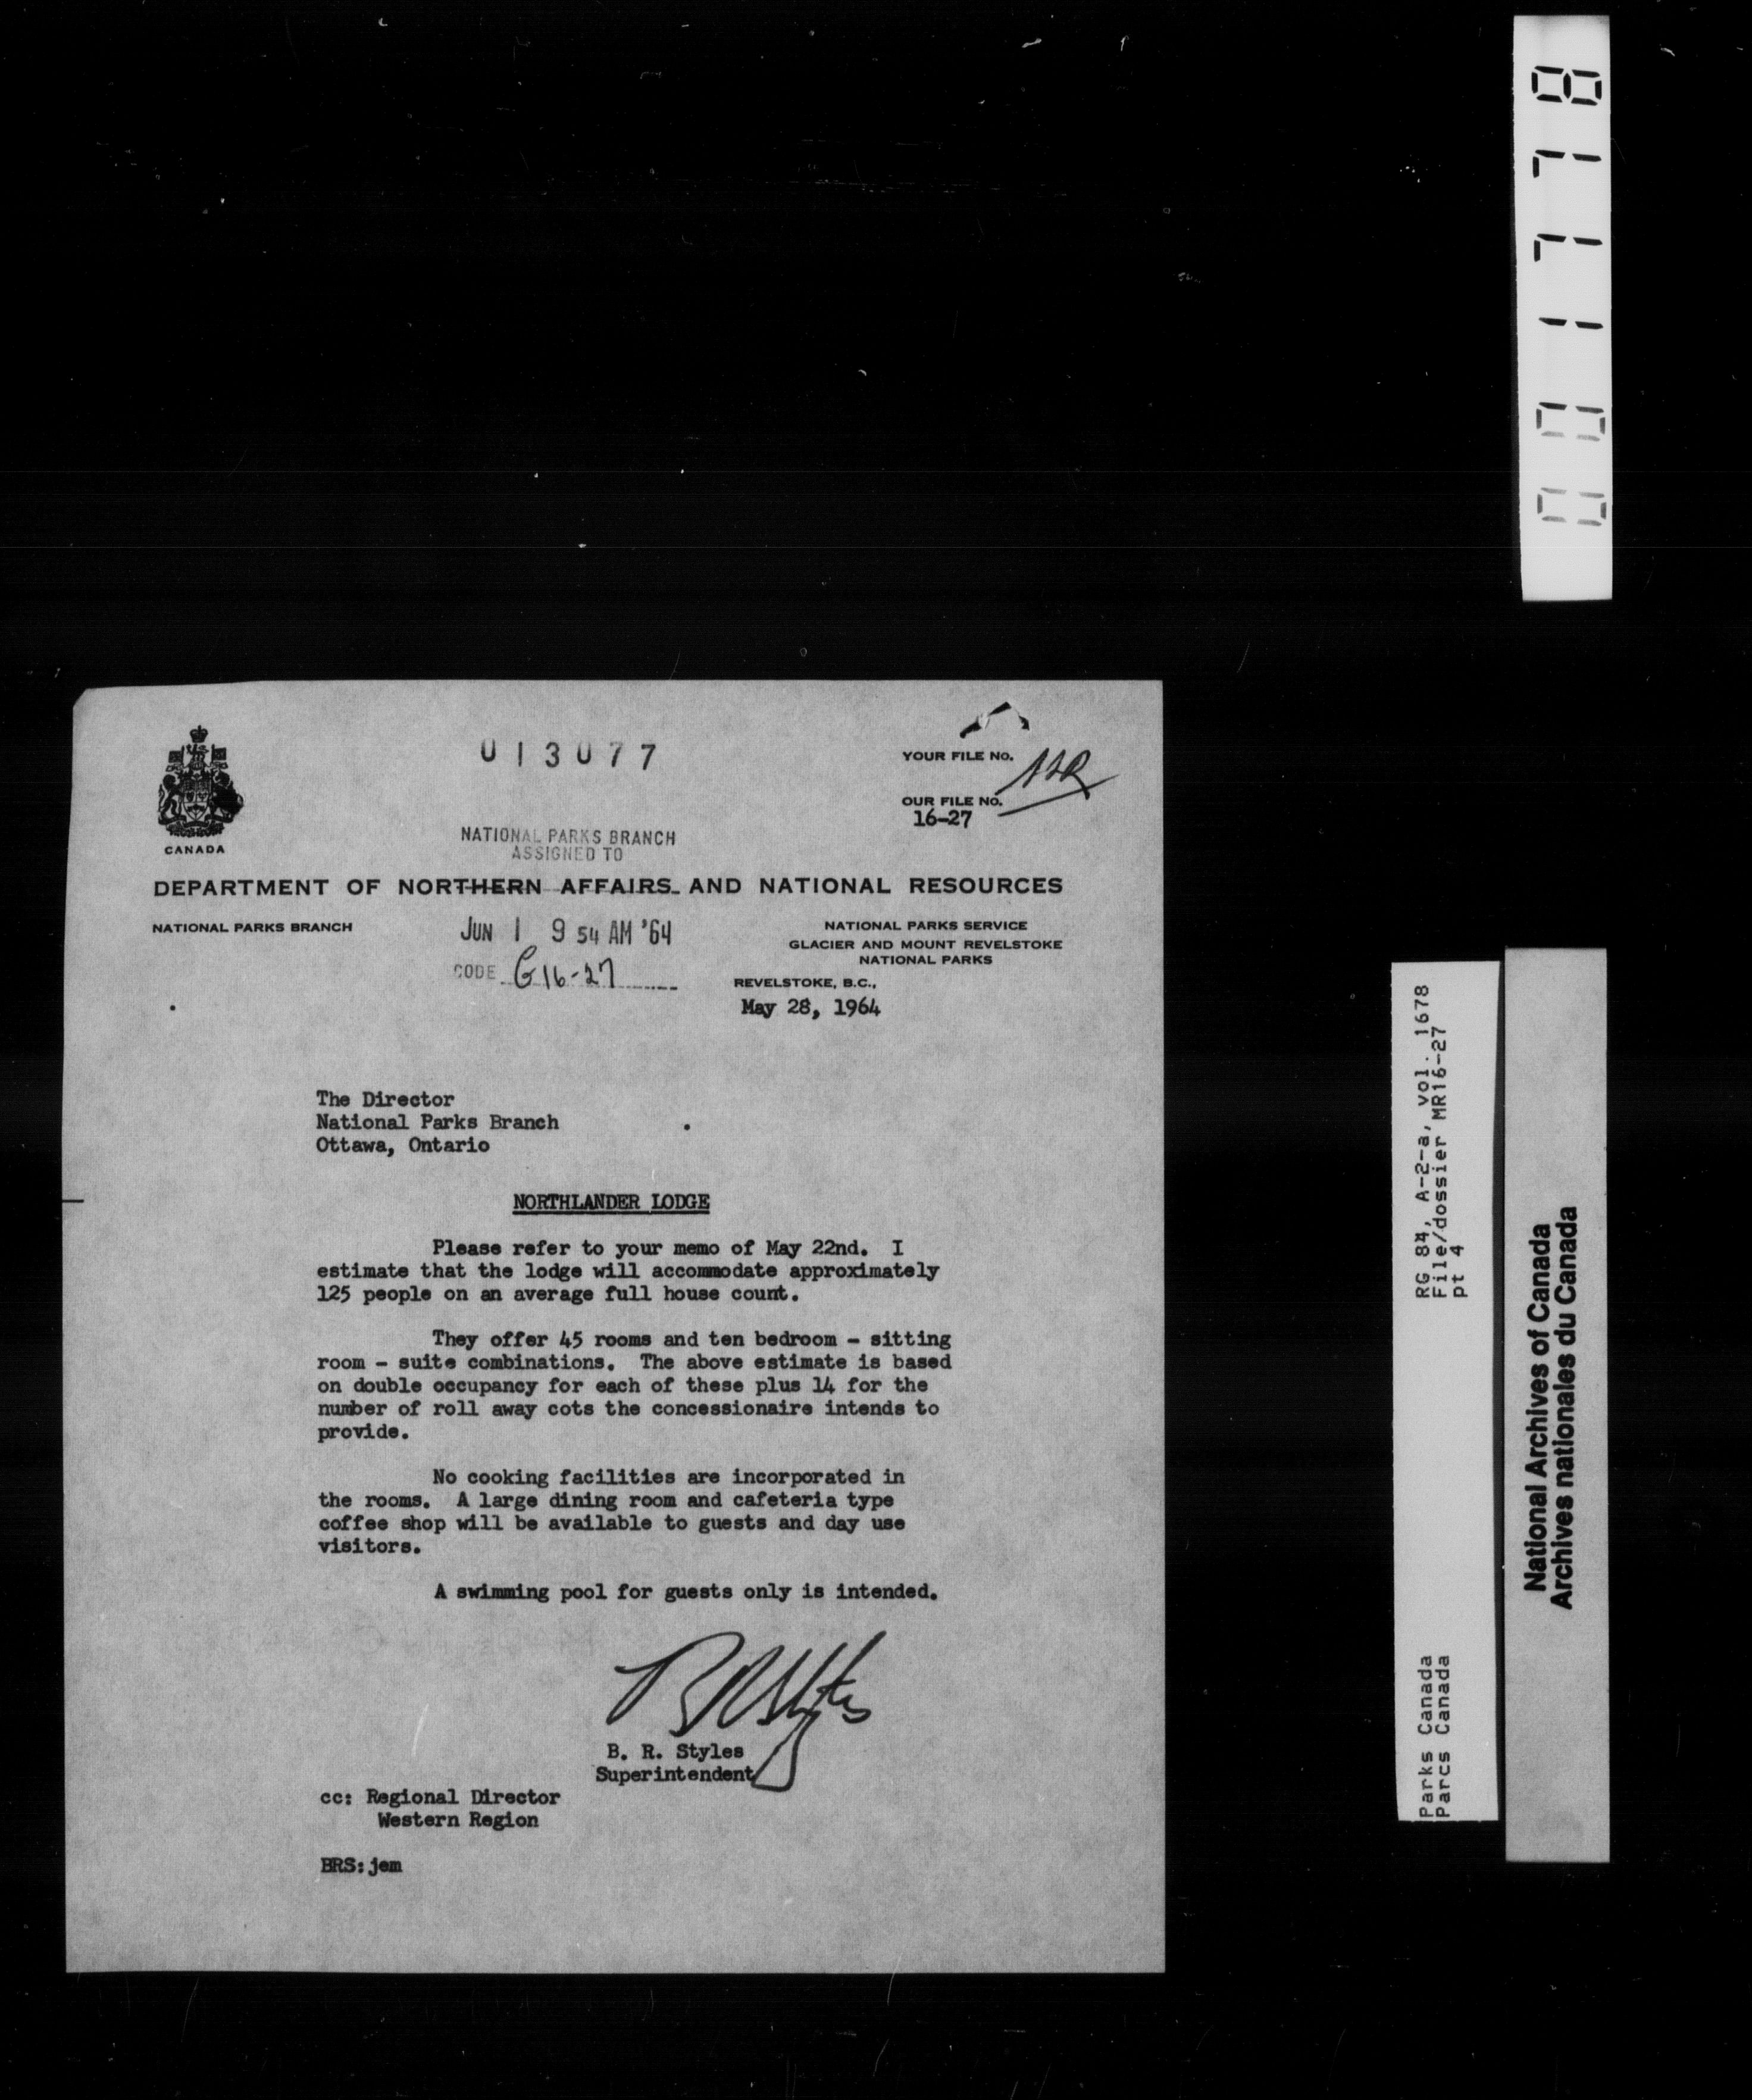 013077
YOUR FILE No.
OUR FILE No.
16-27
CANADA
NATIONAL PARKS BRANCH
ASSIGNED TO
DEPARTMENT OF NORTHERN AFFAIRS AND NATIONAL RESOURCES
NATIONAL PARKS BRANCH
JUN 1 9 54 AM '64
CODE G16-27
NATIONAL PARKS SERVICE
GLACIER AND MOUNT REVELSTOKE
NATIONAL PARKS
REVELSTOKE, B.C.,
May 28, 1964
The Director
National Parks Branch
Ottawa, Ontario
NORTHLANDER LODGE
Please refer to your memo of May 22nd. I
estimate that the lodge will accommodate approximately
125 people on an average full house count.
They offer 45 rooms and ten bedroom - sitting
room - suite combinations. The above estimate is based
on double occupancy for each of these plus 14 for the
number of roll away cots the concessionaire intends to
provide.
No cooking facilities are incorporated in
the rooms. A large dining room and cafeteria type
coffee shop will be available to guests and day use
visitors.
A swimming pool for guests only is intended.
BRStyles
B. R. Styles
Superintendent
cc: Regional Director
Western Region
BRS:jem
001778
RG 84, A-2-a, vol. 1678
File/dossier MR16-27
pt 4
Parks Canada
Parcs Canada
National Archives of Canada
Archives nationales du Canada